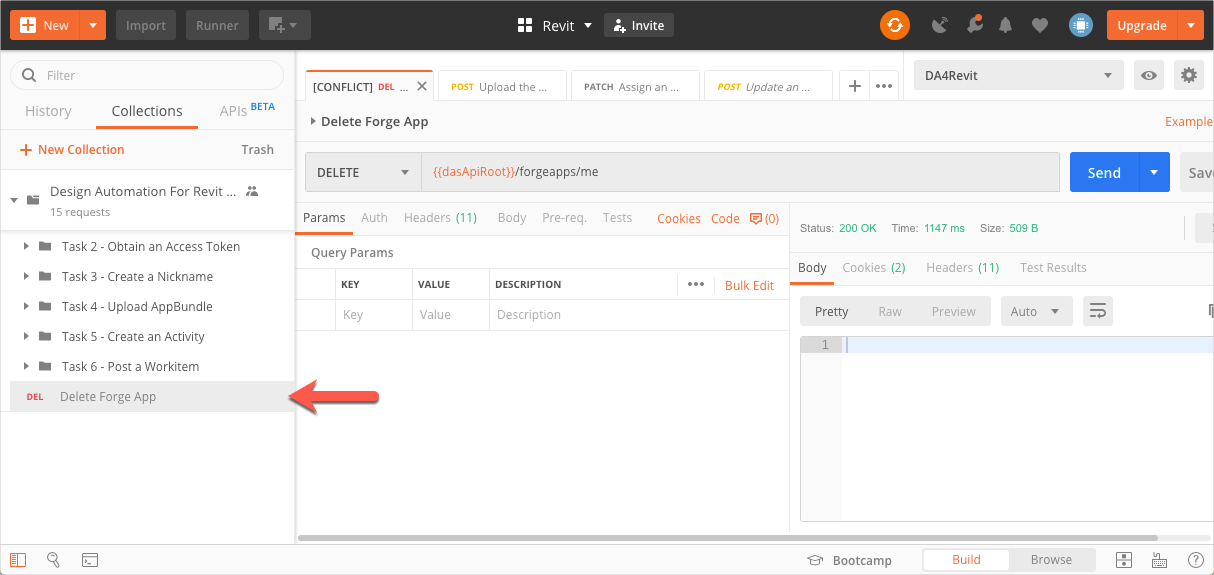 New Import Runner Revit Invite Upgrade
Filter
History Collections APIs BETA
New Collection Trash
Design Automation For Revit ...
15 requests
Task 2 - Obtain an Access Token
Task 3 - Create a Nickname
Task 4 - Upload AppBundle
Task 5 - Create an Activity
Task 6 - Post a Workitem
DEL Delete Forge App
[CONFLICT] DEL ... POST Upload the ... PATCH Assign an ... POST Update an ... DA4Revit
Delete Forge App Example
DELETE {{dasApiRoot}}/forgeapps/me Send Save
Params Auth Headers (11) Body Pre-req. Tests Cookies Code (0)
Query Params
KEY VALUE DESCRIPTION Bulk Edit
Key Value Description
Status: 200 OK Time: 1147 ms Size: 509 B
Body Cookies (2) Headers (11) Test Results
Pretty Raw Preview Auto
1
Bootcamp Build Browse